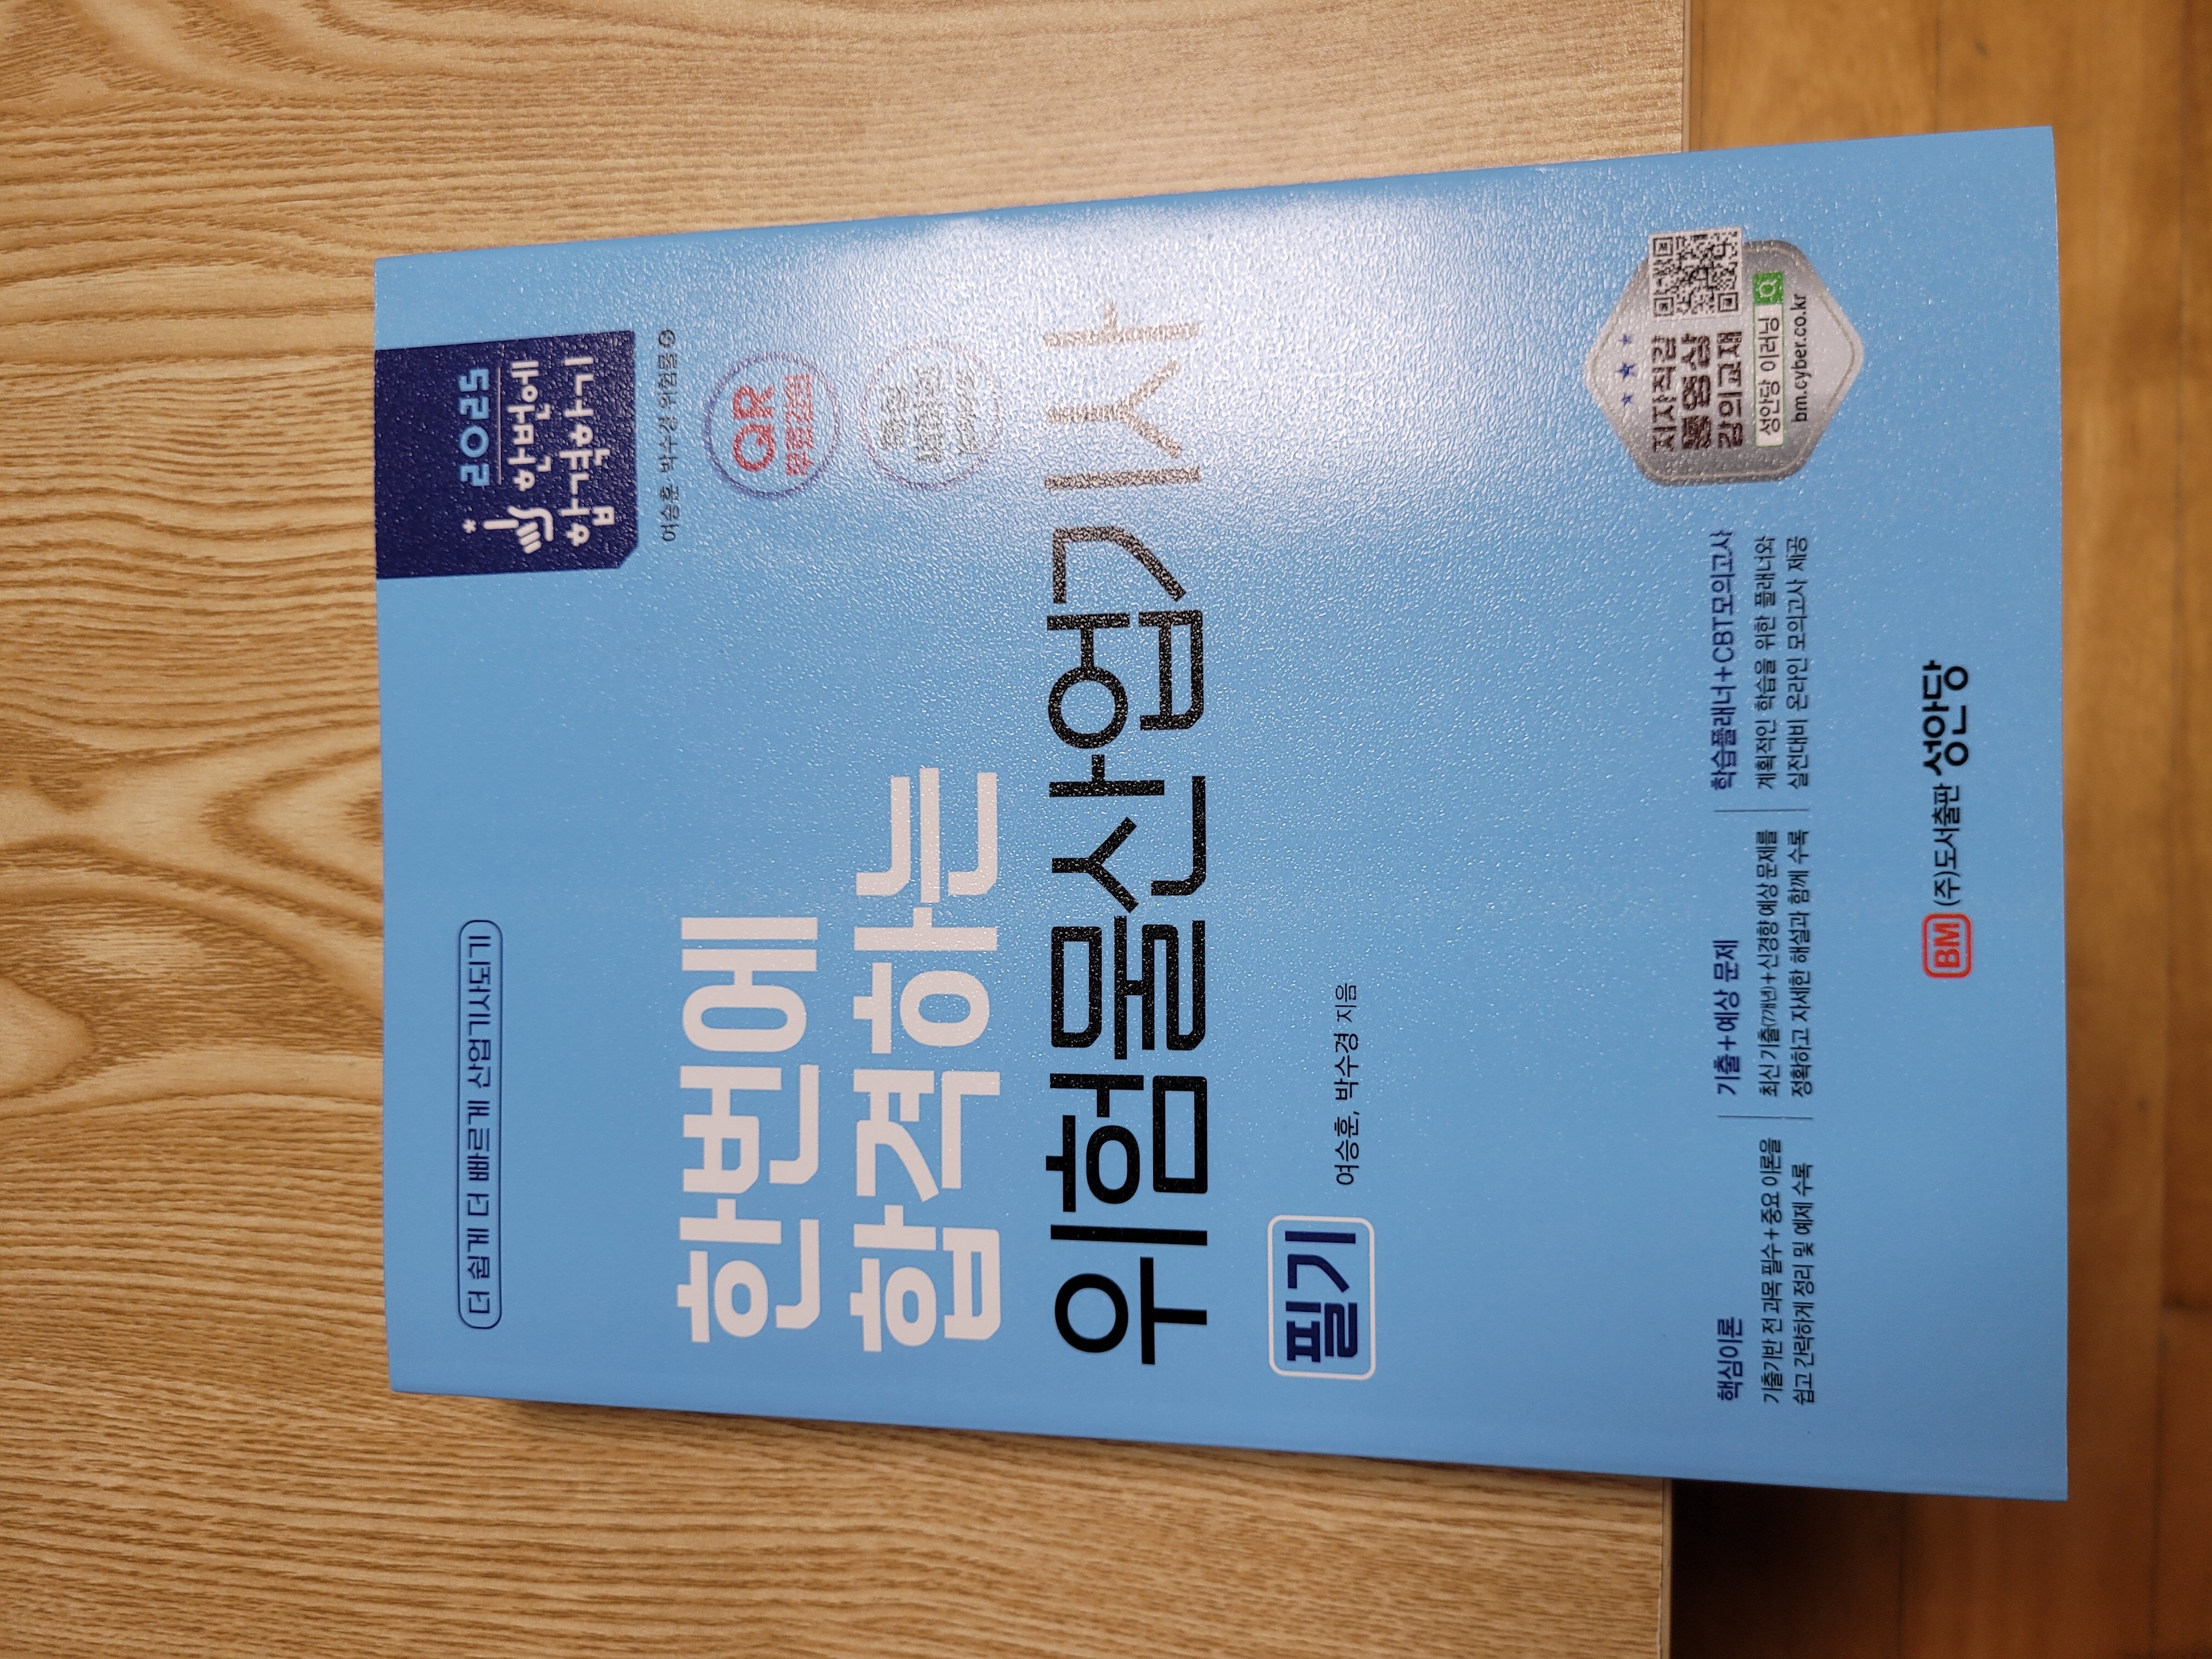 더 쉽게 더 빠르게 산업기사되기
2025
한번에
합격하기
여승훈 박수경 위험물
QR
무료강의
한번에
합격하는
위험물산업기사
필기
여승훈, 박수경 지음
저자직강
동영상
강의교재
성안당 이러닝
bm.cyber.co.kr
핵심이론
기출기반 전 과목 필수+중요 이론을
쉽고 간략하게 정리 및 예제 수록
기출+예상 문제
최신 기출(7개년)+신경향 예상 문제를
정확하고 자세한 해설과 함께 수록
학습플래너+CBT 모의고사
계획적인 학습을 위한 플래너와
실전대비 온라인 모의고사 제공
BM (주)도서출판 성안당